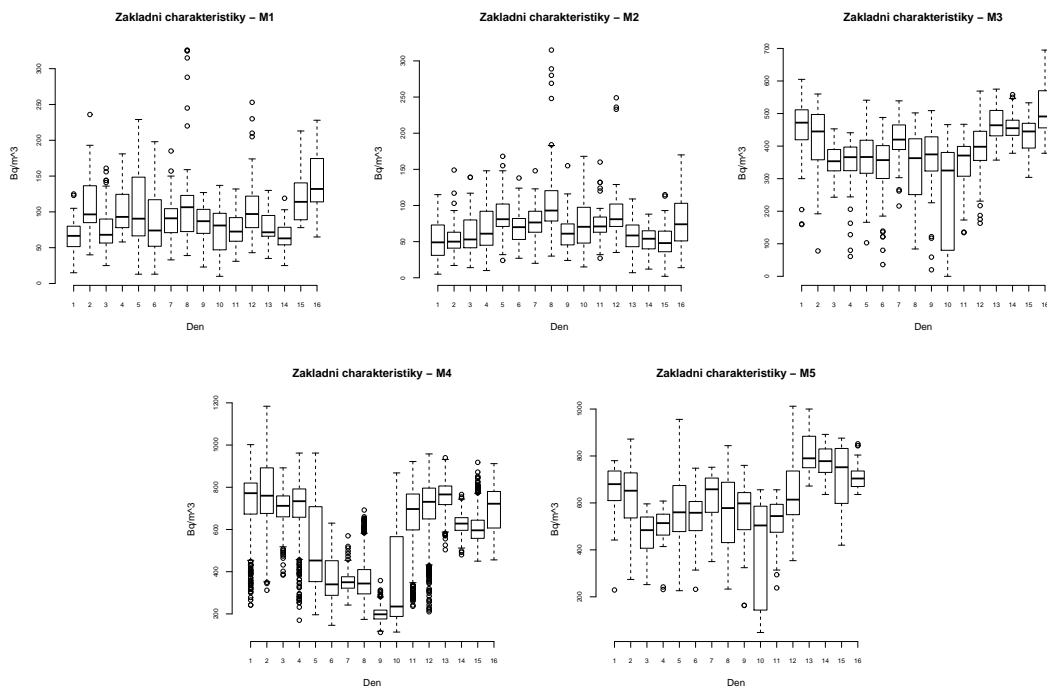 Zakladni charakteristiky – M1
Bq/m^3
0 50 100 150 200 250 300
1 2 3 4 5 6 7 8 9 10 11 12 13 14 15 16
Den
Zakladni charakteristiky – M2
Bq/m^3
0 50 100 150 200 250 300
1 2 3 4 5 6 7 8 9 10 11 12 13 14 15 16
Den
Zakladni charakteristiky – M3
Bq/m^3
0 100 200 300 400 500 600 700
1 2 3 4 5 6 7 8 9 10 11 12 13 14 15 16
Den
Zakladni charakteristiky – M4
Bq/m^3
200 400 600 800 1000 1200
1 2 3 4 5 6 7 8 9 10 11 12 13 14 15 16
Den
Zakladni charakteristiky – M5
Bq/m^3
200 400 600 800 1000
1 2 3 4 5 6 7 8 9 10 11 12 13 14 15 16
Den